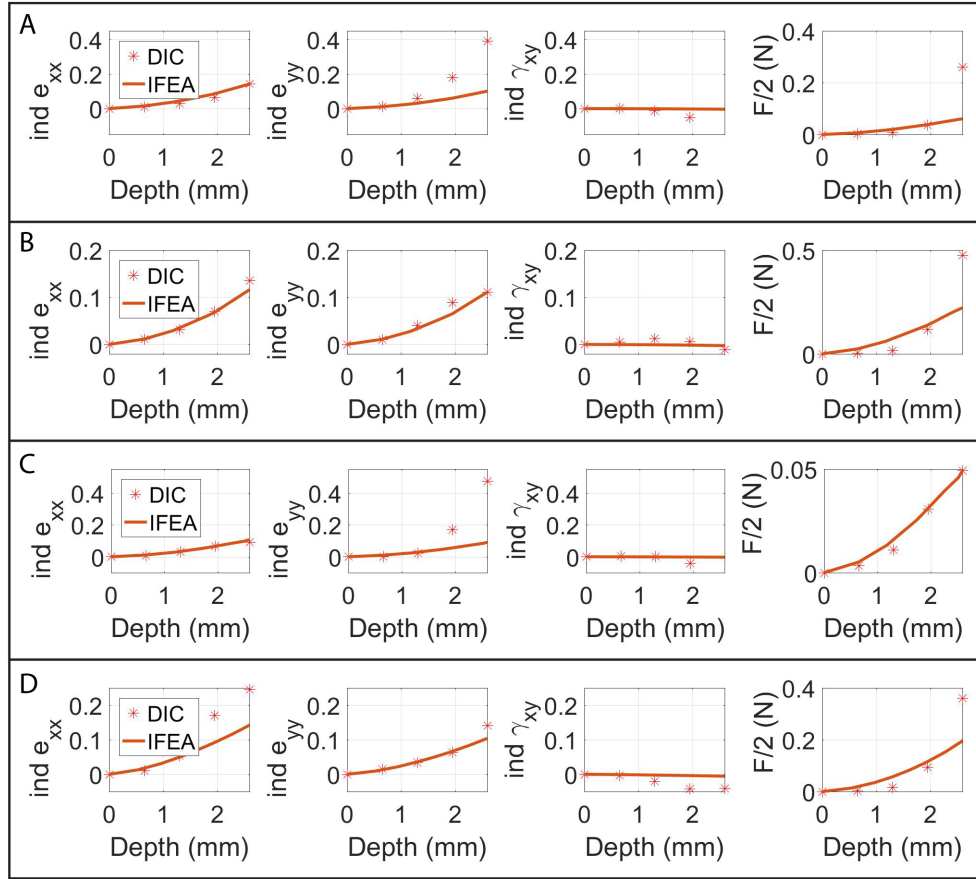 A
ind e_xx
0.4
0.2
0
DIC
IFEA
0 1 2
Depth (mm)
ind e_yy
0.4
0.2
0
0 1 2
Depth (mm)
ind γ_xy
0.4
0.2
0
0 1 2
Depth (mm)
F/2 (N)
0.4
0.2
0
0 1 2
Depth (mm)
B
ind e_xx
0.2
0.1
0
DIC
IFEA
0 1 2
Depth (mm)
ind e_yy
0.2
0.1
0
0 1 2
Depth (mm)
ind γ_xy
0.2
0.1
0
0 1 2
Depth (mm)
F/2 (N)
0.5
0
0 1 2
Depth (mm)
C
ind e_xx
0.4
0.2
0
DIC
IFEA
0 1 2
Depth (mm)
ind e_yy
0.4
0.2
0
0 1 2
Depth (mm)
ind γ_xy
0.4
0.2
0
0 1 2
Depth (mm)
F/2 (N)
0.05
0
0 1 2
Depth (mm)
D
ind e_xx
0.2
0.1
0
DIC
IFEA
0 1 2
Depth (mm)
ind e_yy
0.2
0.1
0
0 1 2
Depth (mm)
ind γ_xy
0.2
0.1
0
0 1 2
Depth (mm)
F/2 (N)
0.4
0.2
0
0 1 2
Depth (mm)